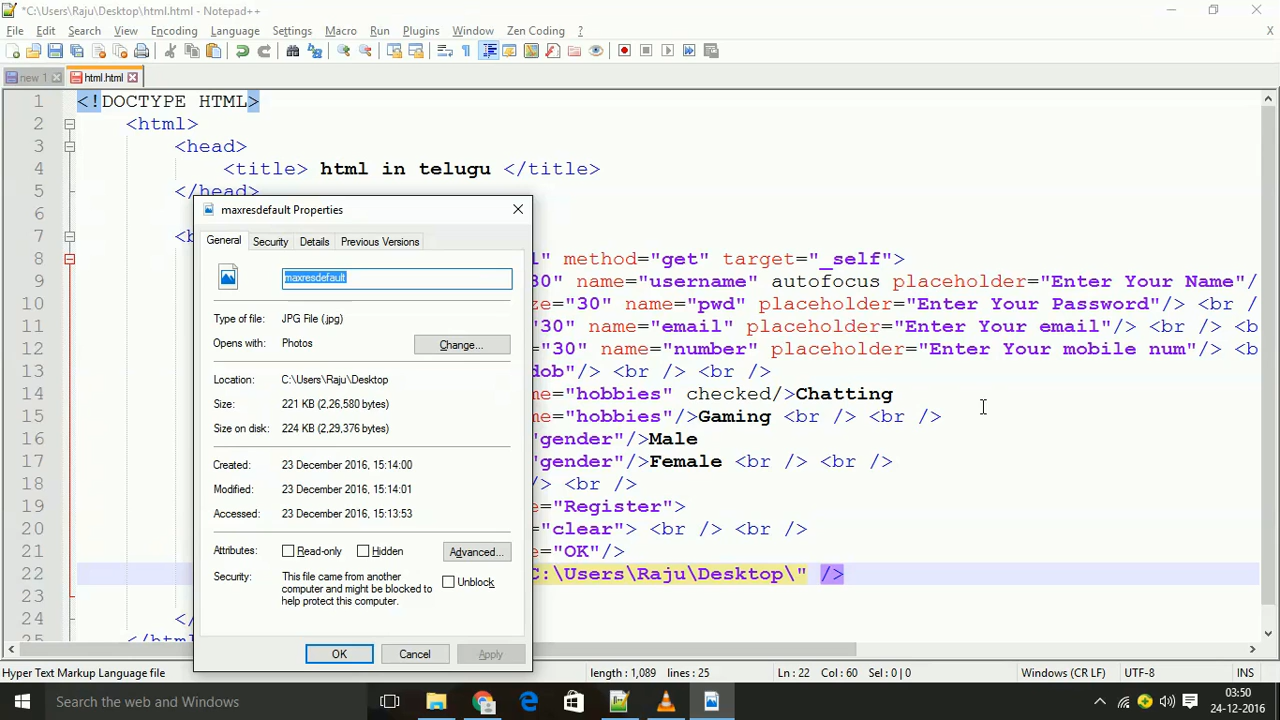 *C:\Users\Raju\Desktop\html.html - Notepad++
File Edit Search View Encoding Language Settings Macro Run Plugins Window Zen Coding ? X
new 1 html.html
1 <!DOCTYPE HTML>
2 <html>
3 <head>
4 <title> html in telugu </title>
5 </head>
6
7 <b
8 l" method="get" target="_self">
9 30" name="username" autofocus placeholder="Enter Your Name"/
10 ze="30" name="pwd" placeholder="Enter Your Password"/> <br /
11 "30" name="email" placeholder="Enter Your email"/> <br /> <b
12 ="30" name="number" placeholder="Enter Your mobile num"/> <b
13 dob"/> <br /> <br />
14 me="hobbies" checked/>Chatting
15 me="hobbies"/>Gaming <br /> <br />
16 "gender"/>Male
17 "gender"/>Female <br /> <br />
18 /> <br />
19 e="Register">
20 ="clear"> <br /> <br />
21 e="OK"/>
22 C:\Users\Raju\Desktop\" />
23
24 </
25 </html>
maxresdefault Properties
General Security Details Previous Versions
maxresdefault
Type of file: JPG File (.jpg)
Opens with: Photos Change...
Location: C:\Users\Raju\Desktop
Size: 221 KB (2,26,580 bytes)
Size on disk: 224 KB (2,29,376 bytes)
Created: 23 December 2016, 15:14:00
Modified: 23 December 2016, 15:14:01
Accessed: 23 December 2016, 15:13:53
Attributes: Read-only Hidden Advanced...
Security: This file came from another Unblock
computer and might be blocked to
help protect this computer.
OK Cancel Apply
Hyper Text Markup Language file length : 1,089 lines : 25 Ln : 22 Col : 60 Sel : 0 | 0 Windows (CR LF) UTF-8 INS
Search the web and Windows 03:50
24-12-2016